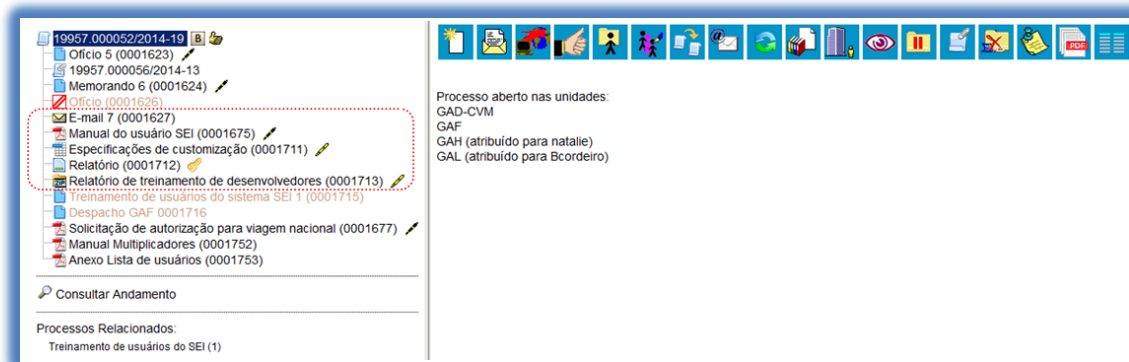 19957.000052/2014-19 B
Ofício 5 (0001623)
19957.000056/2014-13
Memorando 6 (0001624)
Ofício (0001626)
E-mail 7 (0001627)
Manual do usuário SEI (0001675)
Especificações de customização (0001711)
Relatório (0001712)
Relatório de treinamento de desenvolvedores (0001713)
Treinamento de usuários do sistema SEI 1 (0001715)
Despacho GAF 0001716
Solicitação de autorização para viagem nacional (0001677)
Manual Multiplicadores (0001752)
Anexo Lista de usuários (0001753)
Consultar Andamento
Processos Relacionados:
Treinamento de usuários do SEI (1)
PDF
Processo aberto nas unidades:
GAD-CVM
GAF
GAH (atribuído para natalie)
GAL (atribuído para Bcordeiro)